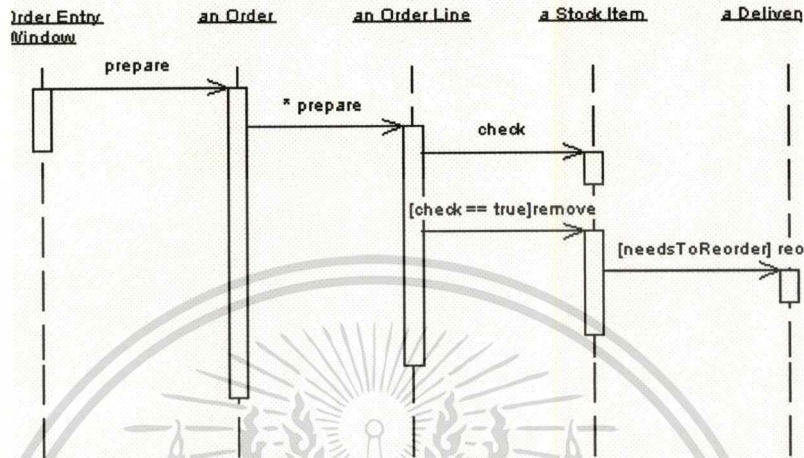 rder Entry
Window
an Order
an Order Line
a Stock Item
a Deliver
prepare
* prepare
check
[check == true]remove
[needsToReorder] reo